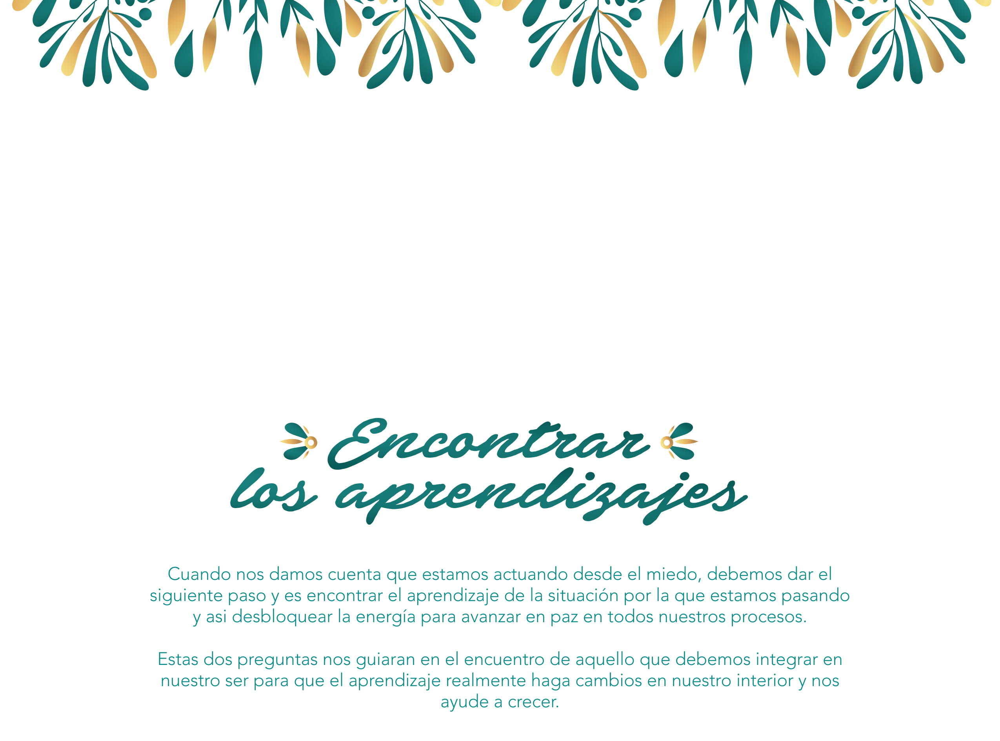 Encontrar
los aprendizajes
Cuando nos damos cuenta que estamos actuando desde el miedo, debemos dar el
siguiente paso y es encontrar el aprendizaje de la situación por la que estamos pasando
y asi desbloquear la energía para avanzar en paz en todos nuestros procesos.
Estas dos preguntas nos guiaran en el encuentro de aquello que debemos integrar en
nuestro ser para que el aprendizaje realmente haga cambios en nuestro interior y nos
ayude a crecer.